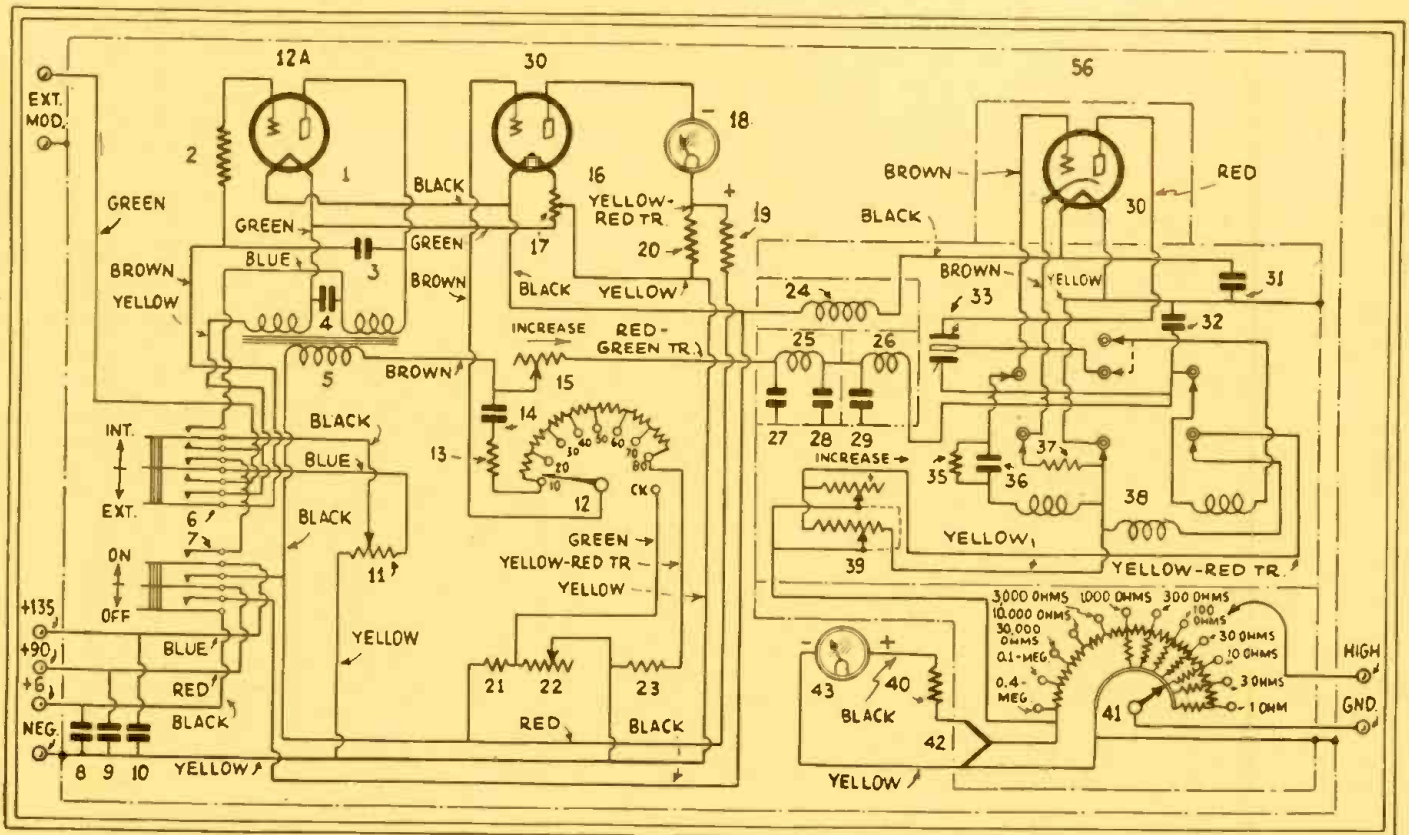 12A
30
56
EXT.
MOD.
2
1
18
-
+
BLACK
16
YELLOW-
RED TR.
19
20
BROWN
30
RED
BLACK
GREEN
GREEN
17
GREEN
3
BROWN
BLUE
YELLOW
4
BROWN
BLACK
YELLOW
24
BROWN
YELLOW
33
31
32
INCREASE
RED-
GREEN TR.
25
26
5
BROWN
15
14
27
28
29
BLACK
INT.
13
10
20
30
40
50
60
70
80
CK
12
INCREASE
35
36
37
BLUE
EXT.
6
7
BLACK
38
ON
OFF
11
GREEN
YELLOW-RED TR
YELLOW
39
YELLOW
YELLOW-RED TR.
+135
BLUE
+90
RED
+6
BLACK
NEG.
YELLOW
8
9
10
YELLOW
21
22
23
RED
BLACK
-
+
43
40
BLACK
42
YELLOW
3,000 OHMS
1,000 OHMS
300 OHMS
10,000 OHMS
100
OHMS
30,000
OHMS
30 OHMS
0.1-MEG.
10 OHMS
0.4-
MEG
3 OHMS
1 OHM
41
HIGH
GND.